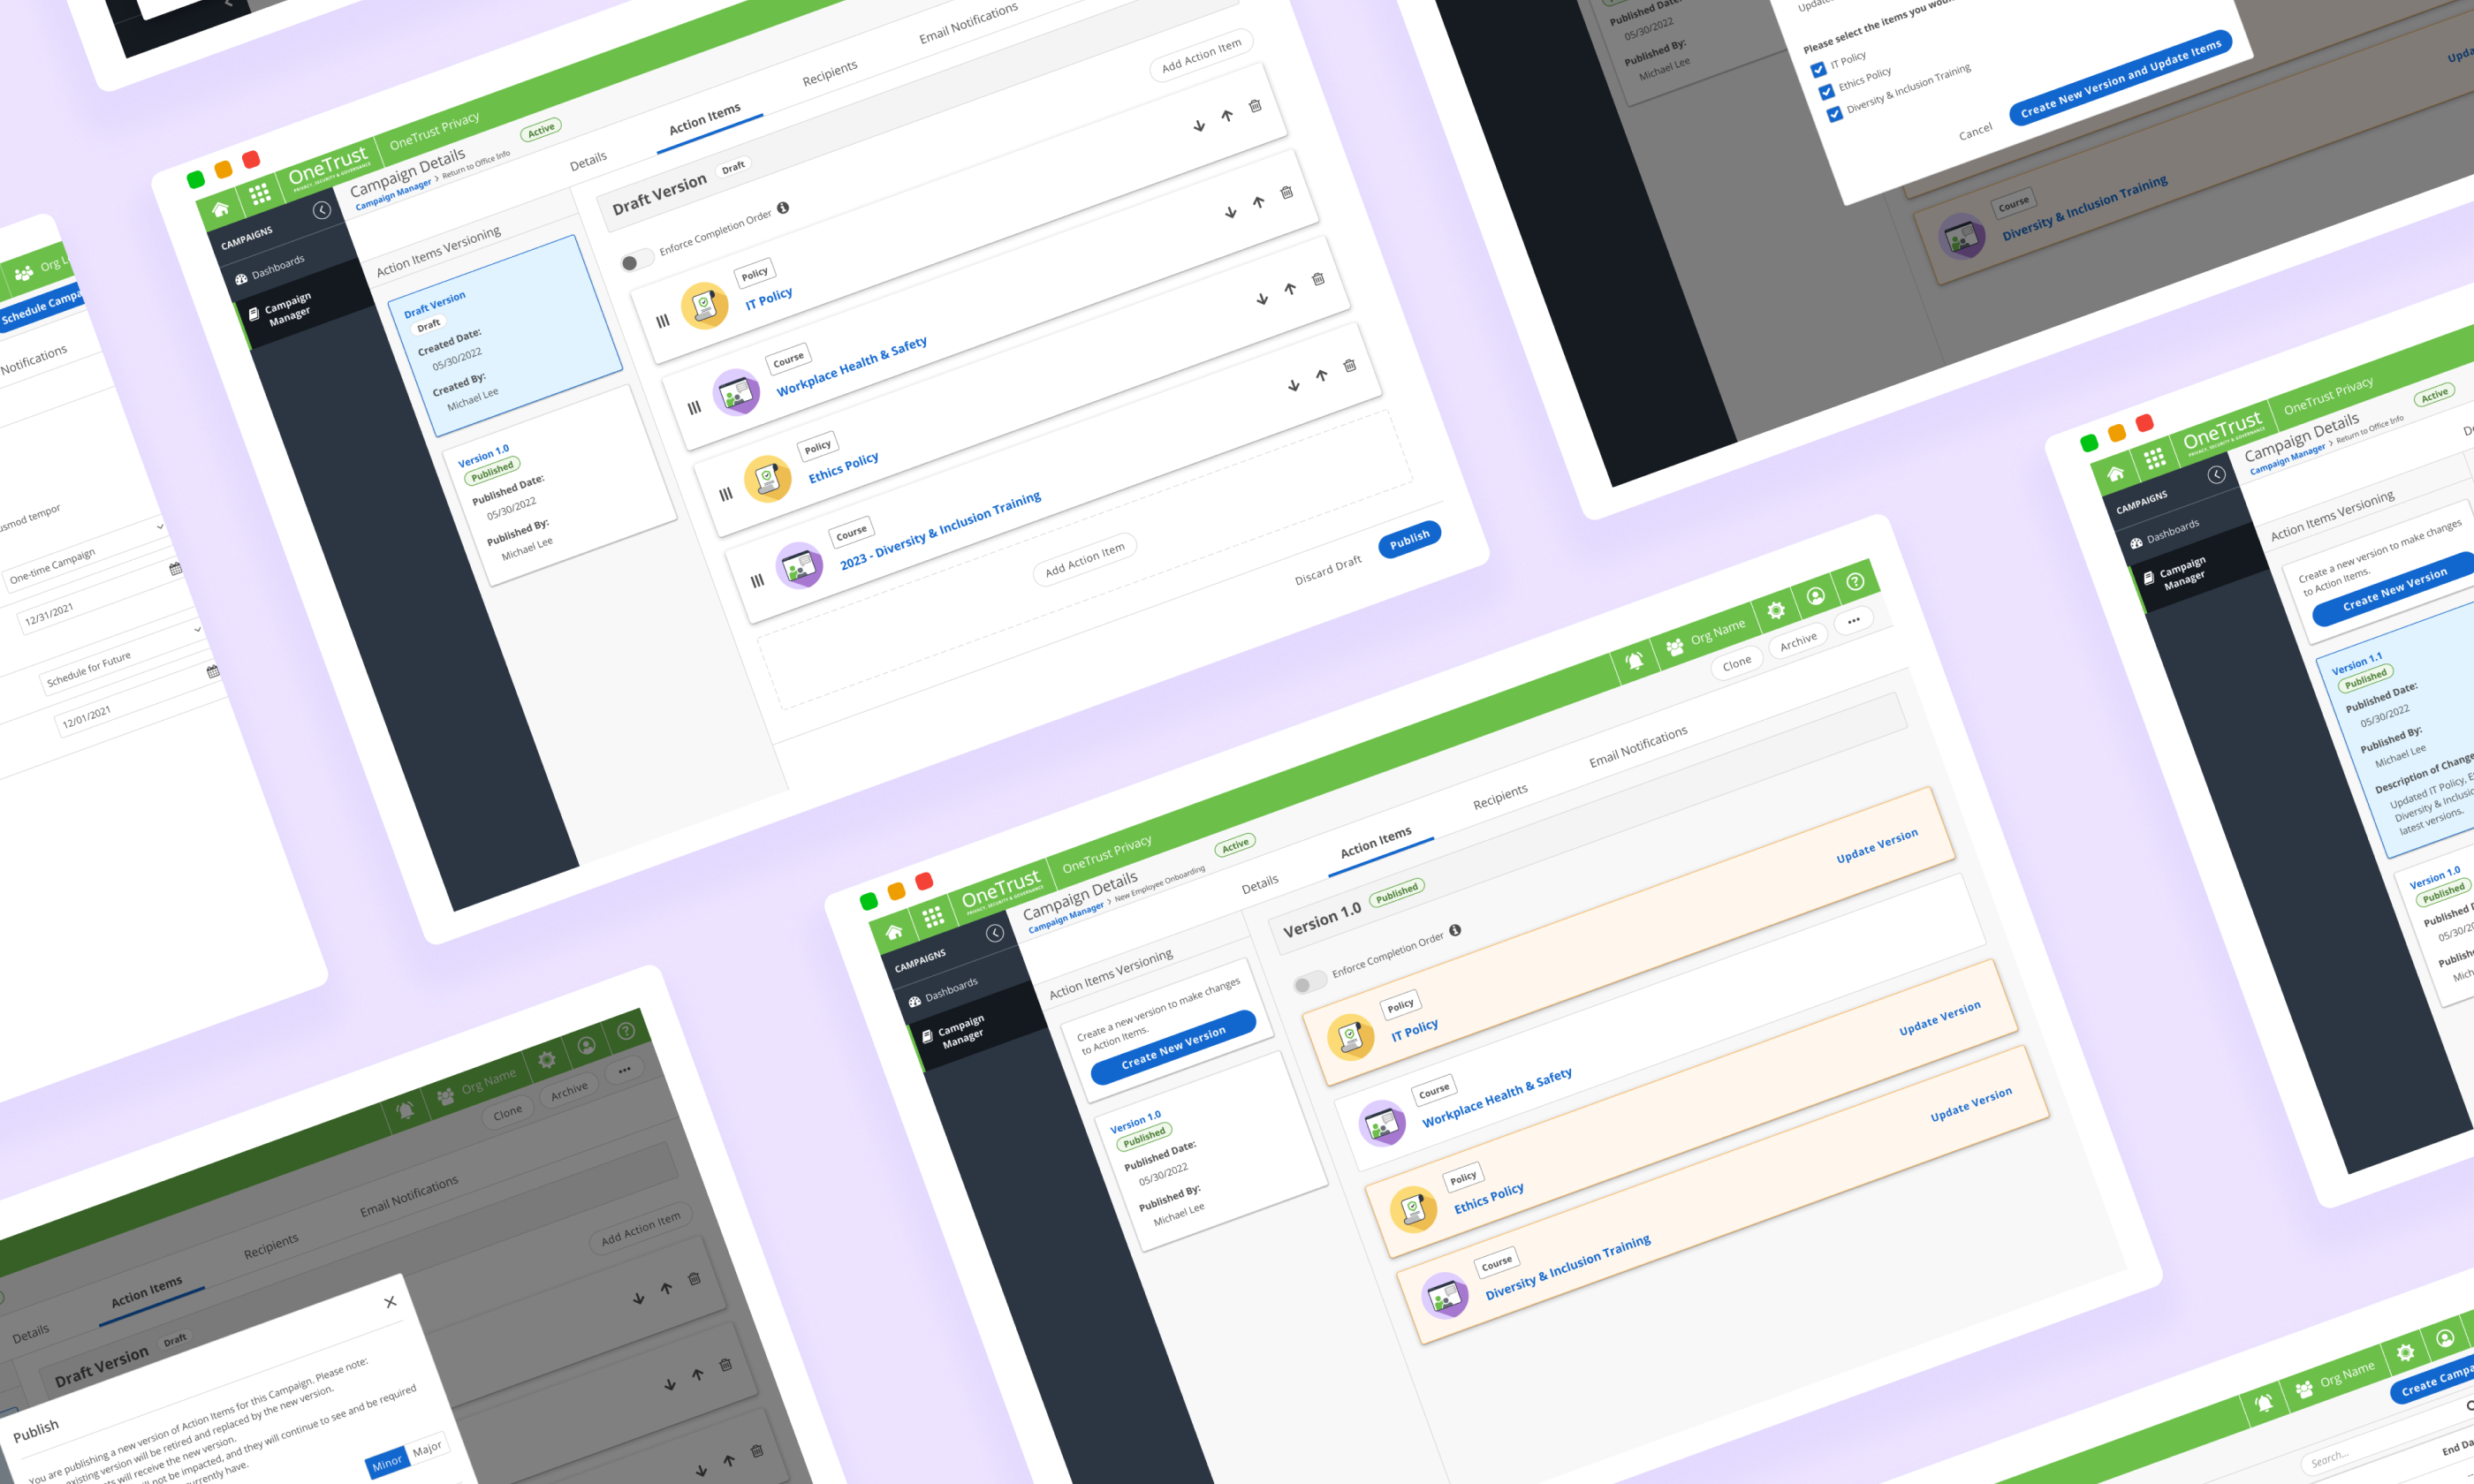 Org L
Schedule Campa
Notifications
usmod tempor
One-time Campaign
12/31/2021
Schedule for Future
12/01/2021
OneTrust
PRIVACY, SECURITY & GOVERNANCE
OneTrust Privacy
Campaign Details
Active
Campaign Manager > Return to Office Info
Details
Action Items
Recipients
Email Notifications
CAMPAIGNS
Dashboards
Campaign
Manager
Action Items Versioning
Draft Version
Draft
Created Date:
05/30/2022
Created By:
Michael Lee
Version 1.0
Published
Published Date:
05/30/2022
Published By:
Michael Lee
Draft Version
Draft
Add Action Item
Enforce Completion Order
Policy
IT Policy
Course
Workplace Health & Safety
Policy
Ethics Policy
Course
2023 - Diversity & Inclusion Training
Add Action Item
Discard Draft
Publish
Published Date:
05/30/2022
Published By:
Michael Lee
Please select the items you woul
IT Policy
Ethics Policy
Diversity & Inclusion Training
Cancel
Create New Version and Update Items
Course
Diversity & Inclusion Training
OneTrust
PRIVACY, SECURITY & GOVERNANCE
OneTrust Privacy
Campaign Details
Active
Campaign Manager > Return to Office Info
CAMPAIGNS
Dashboards
Campaign
Manager
Action Items Versioning
Create a new version to make changes
to Action Items.
Create New Version
Version 1.1
Published
Published Date:
05/30/2022
Published By:
Michael Lee
Description of Change
Updated IT Policy, E
Diversity & Inclusio
latest versions.
Version 1.0
Published
Published D
05/30/20
Publishe
Mich
OneTrust
PRIVACY, SECURITY & GOVERNANCE
OneTrust Privacy
Org Name
Campaign Details
Active
Campaign Manager > New Employee Onboarding
Clone
Archive
Details
Action Items
Recipients
Email Notifications
CAMPAIGNS
Dashboards
Campaign
Manager
Action Items Versioning
Create a new version to make changes
to Action Items.
Create New Version
Version 1.0
Published
Published Date:
05/30/2022
Published By:
Michael Lee
Version 1.0
Published
Enforce Completion Order
Policy
IT Policy
Update Version
Course
Workplace Health & Safety
Policy
Ethics Policy
Update Version
Course
Diversity & Inclusion Training
Update Version
Org Name
Clone
Archive
Details
Action Items
Recipients
Email Notifications
Draft Version
Draft
Add Action Item
Publish
You are publishing a new version of Action Items for this Campaign. Please note:
existing version will be retired and replaced by the new version.
ts will receive the new version.
not be impacted, and they will continue to see and be required
currently have.
Minor
Major
Org Name
Create Campa
Search...
End Da